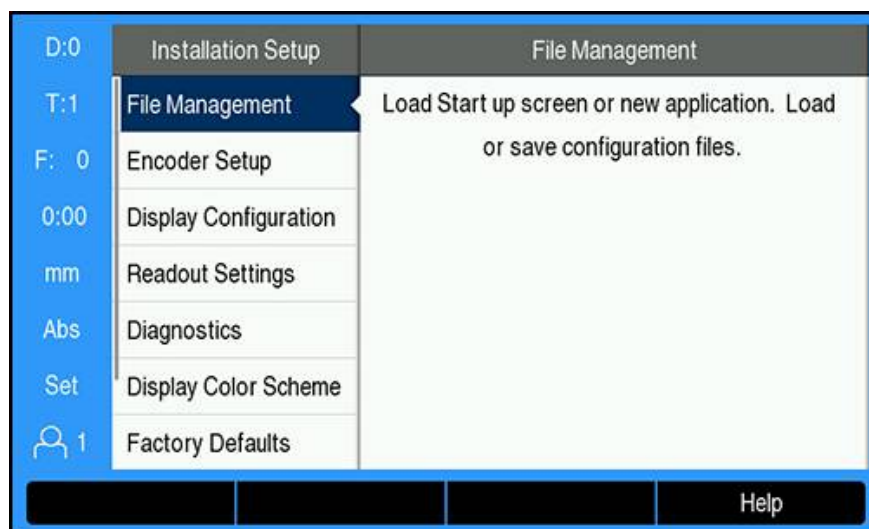 D:0
T:1
F: 0
0:00
mm
Abs
Set
1
Installation Setup
File Management
Encoder Setup
Display Configuration
Readout Settings
Diagnostics
Display Color Scheme
Factory Defaults
File Management
Load Start up screen or new application. Load
or save configuration files.
Help